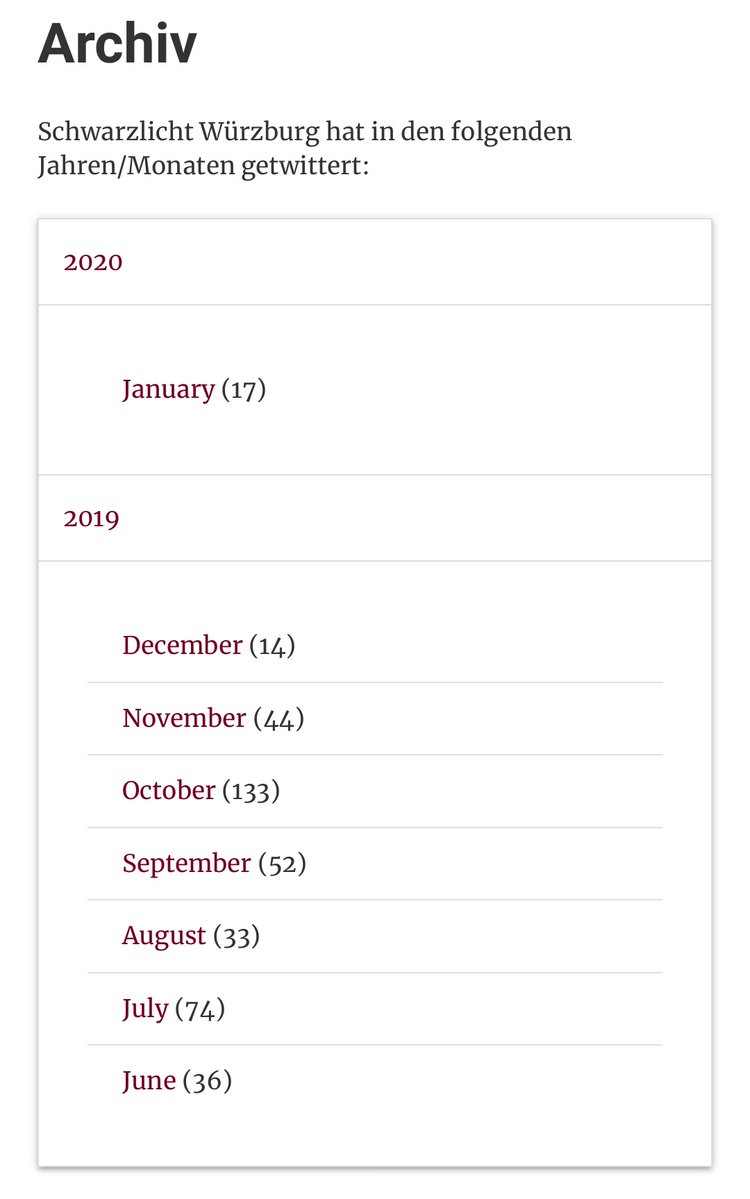 Archiv
Schwarzlicht Würzburg hat in den folgenden
Jahren/Monaten getwittert:
2020
January (17)
2019
December (14)
November (44)
October (133)
September (52)
August (33)
July (74)
June (36)